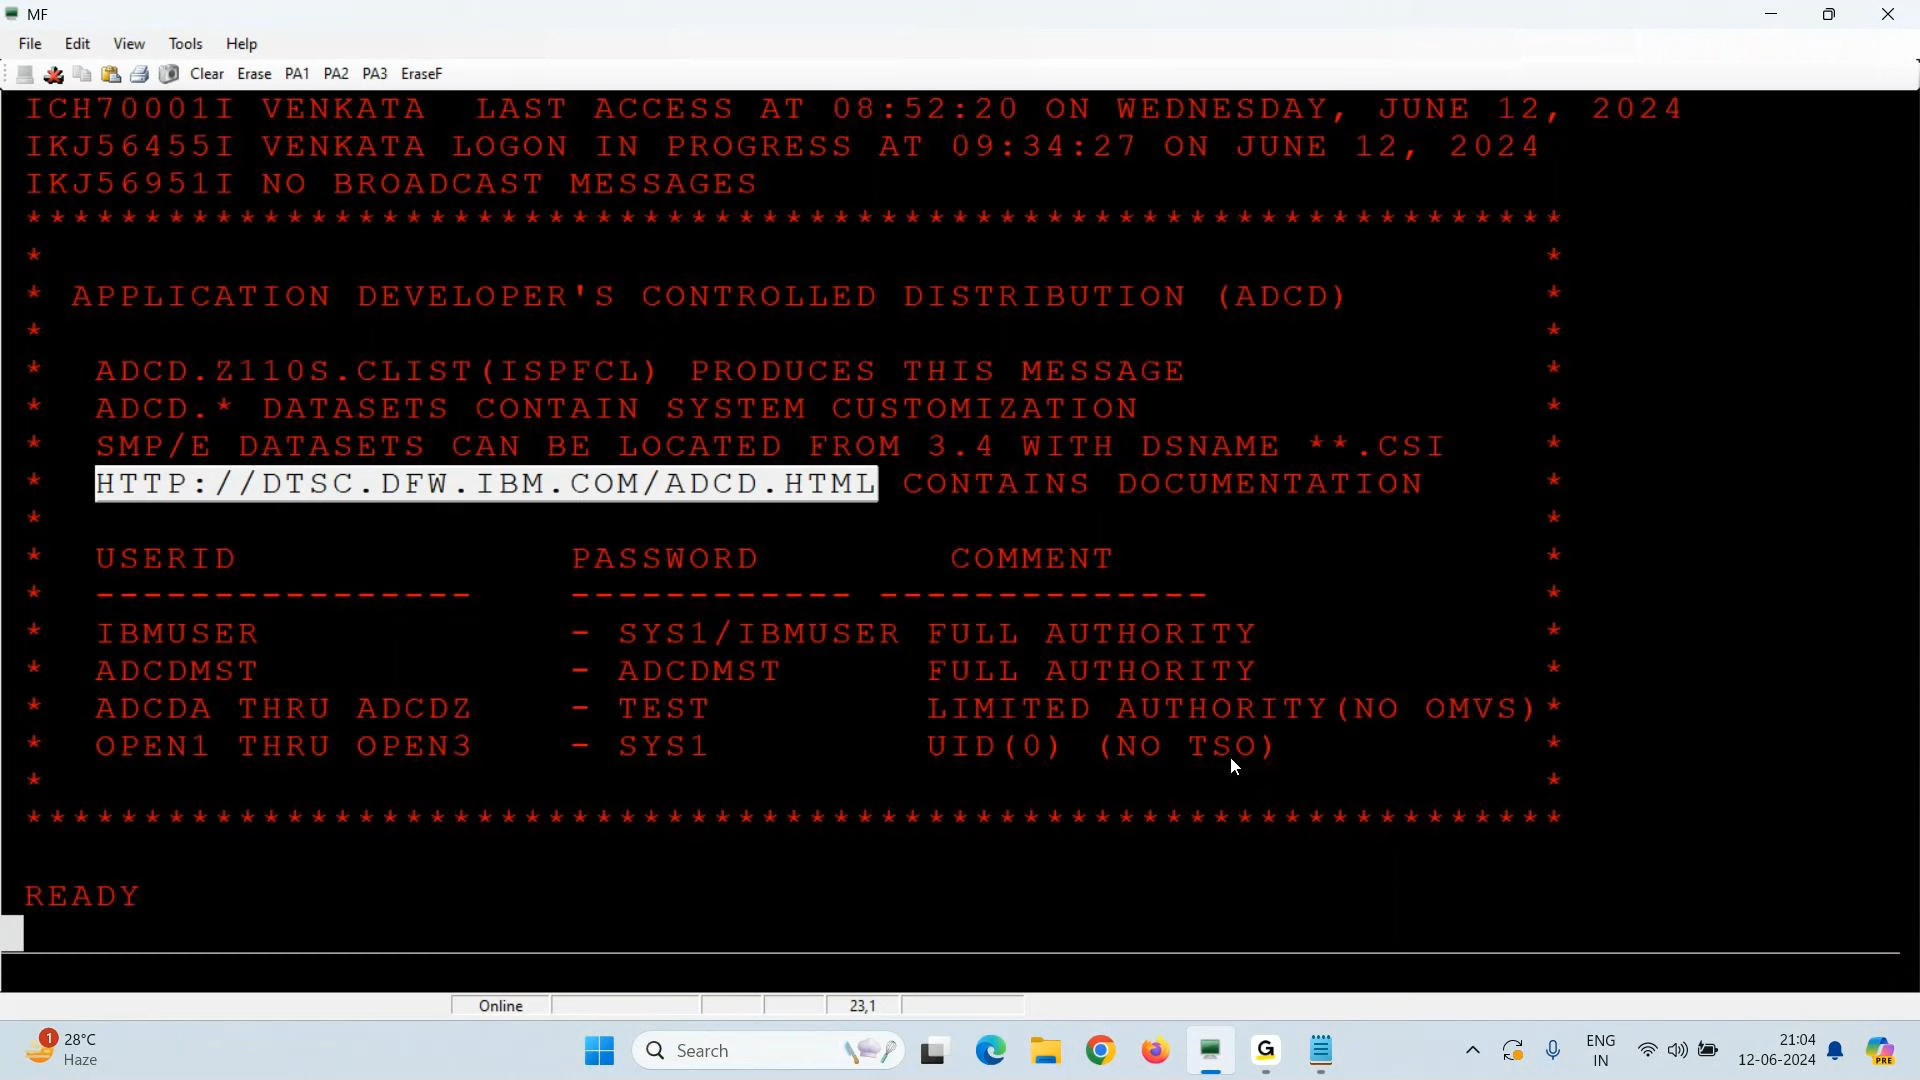 MF
File Edit View Tools Help
Clear Erase PA1 PA2 PA3 EraseF
ICH70001I VENKATA  LAST ACCESS AT 08:52:20 ON WEDNESDAY, JUNE 12, 2024
IKJ56455I VENKATA LOGON IN PROGRESS AT 09:34:27 ON JUNE 12, 2024
IKJ56951I NO BROADCAST MESSAGES
*****************************************************************
*                                                               *
* APPLICATION DEVELOPER'S CONTROLLED DISTRIBUTION (ADCD)        *
*                                                               *
*  ADCD.Z110S.CLIST(ISPFCL) PRODUCES THIS MESSAGE               *
*  ADCD.* DATASETS CONTAIN SYSTEM CUSTOMIZATION                 *
*  SMP/E DATASETS CAN BE LOCATED FROM 3.4 WITH DSNAME **.CSI    *
*  HTTP://DTSC.DFW.IBM.COM/ADCD.HTML CONTAINS DOCUMENTATION     *
*                                                               *
*  USERID              PASSWORD        COMMENT                  *
*  ----------------    ------------ --------------              *
*  IBMUSER             - SYS1/IBMUSER FULL AUTHORITY            *
*  ADCDMST             - ADCDMST      FULL AUTHORITY            *
*  ADCDA THRU ADCDZ    - TEST         LIMITED AUTHORITY(NO OMVS)*
*  OPEN1 THRU OPEN3    - SYS1         UID(0) (NO TSO)           *
*                                                               *
*****************************************************************
READY
Online 23,1
1 28°C
Haze
Search
ENG
IN
21:04
12-06-2024
G
PRE